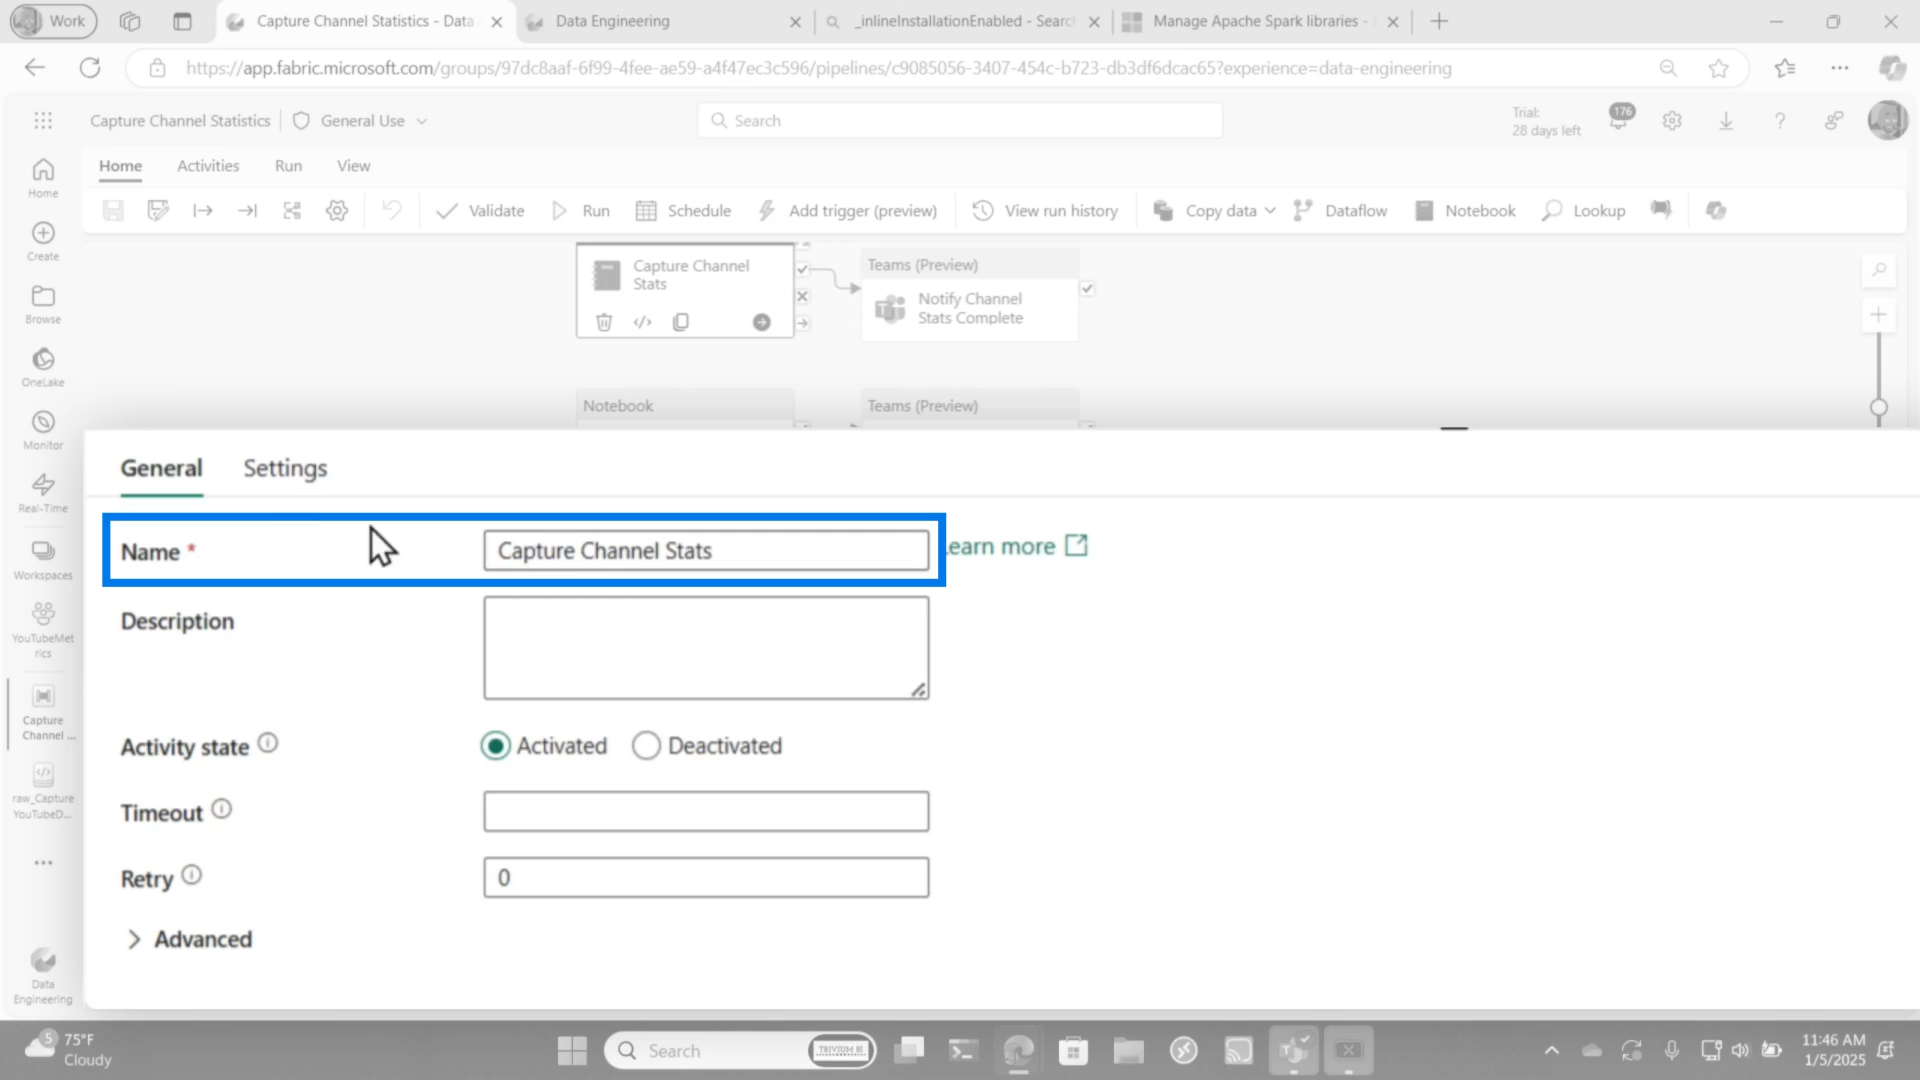 Work
Capture Channel Statistics - Data
Data Engineering
_inlineInstallationEnabled - Searc
Manage Apache Spark libraries -
https://app.fabric.microsoft.com/groups/97dc8aaf-6f99-4fee-ae59-a4f47ec3c596/pipelines/c9085056-3407-454c-b723-db3df6dcac65?experience=data-engineering
Capture Channel Statistics
General Use
Search
Trial:
28 days left
176
Home
Activities
Run
View
Validate
Run
Schedule
Add trigger (preview)
View run history
Copy data
Dataflow
Notebook
Lookup
Home
Create
Browse
OneLake
Monitor
Real-Time
Workspaces
YouTubeMet
rics
Capture
Channel ...
raw_Capture
YouTubeD...
Data
Engineering
Capture Channel
Stats
Teams (Preview)
Notify Channel
Stats Complete
Notebook
Teams (Preview)
General
Settings
Name *
Capture Channel Stats
earn more
Description
Activity state
Activated
Deactivated
Timeout
Retry
0
Advanced
5
75°F
Cloudy
Search
TRIVIUM BI
11:46 AM
1/5/2025